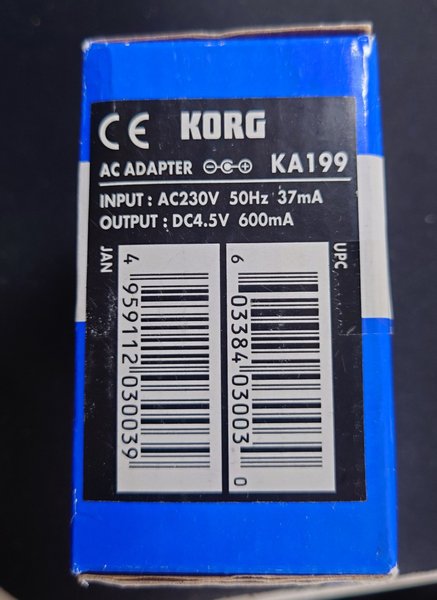 CE KORG
AC ADAPTER KA199
INPUT : AC230V 50Hz 37mA
OUTPUT : DC4.5V 600mA
JAN
4 959112 030039
UPC
6 03384 03003 0